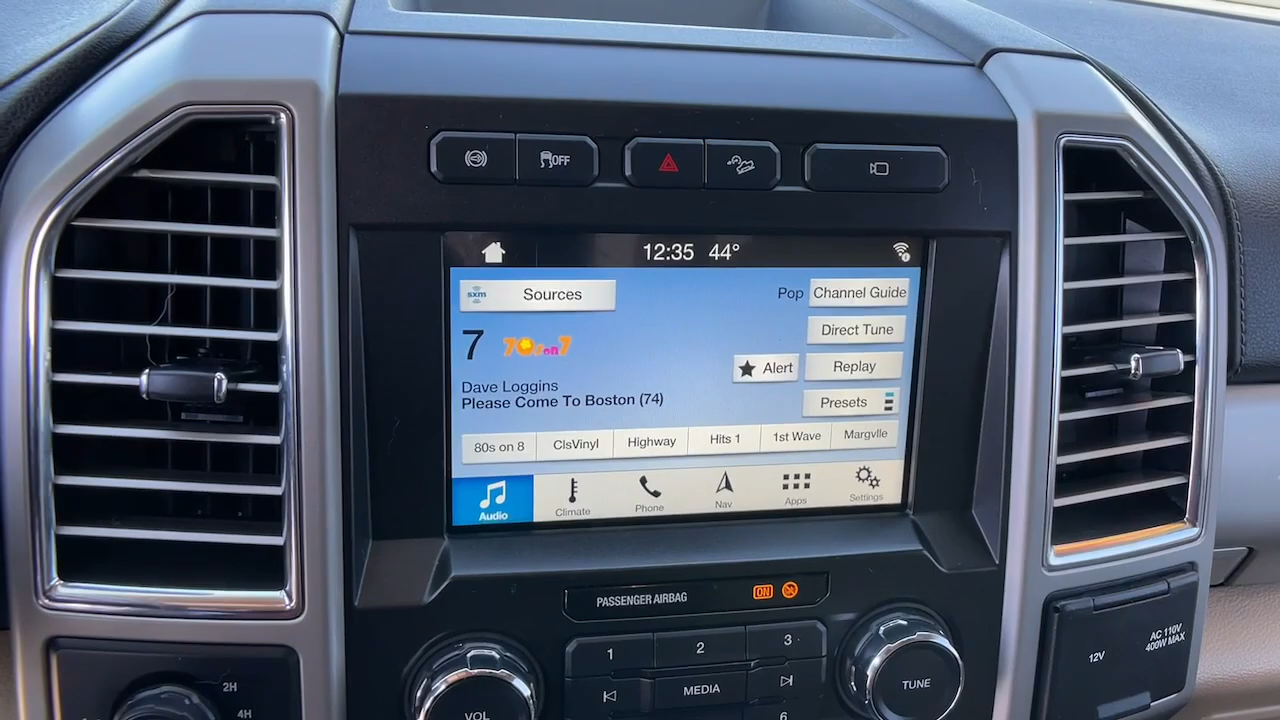 OFF
12:35 44°
sxm Sources
Pop Channel Guide
7 70s on 7
Direct Tune
Alert
Replay
Dave Loggins
Please Come To Boston (74)
Presets
80s on 8 ClsVinyl Highway Hits 1 1st Wave Margvlle
Audio Climate Phone Nav Apps Settings
PASSENGER AIRBAG ON
1 2 3
MEDIA
6
VOL
TUNE
2H
4H
12V
AC 110V
400W MAX